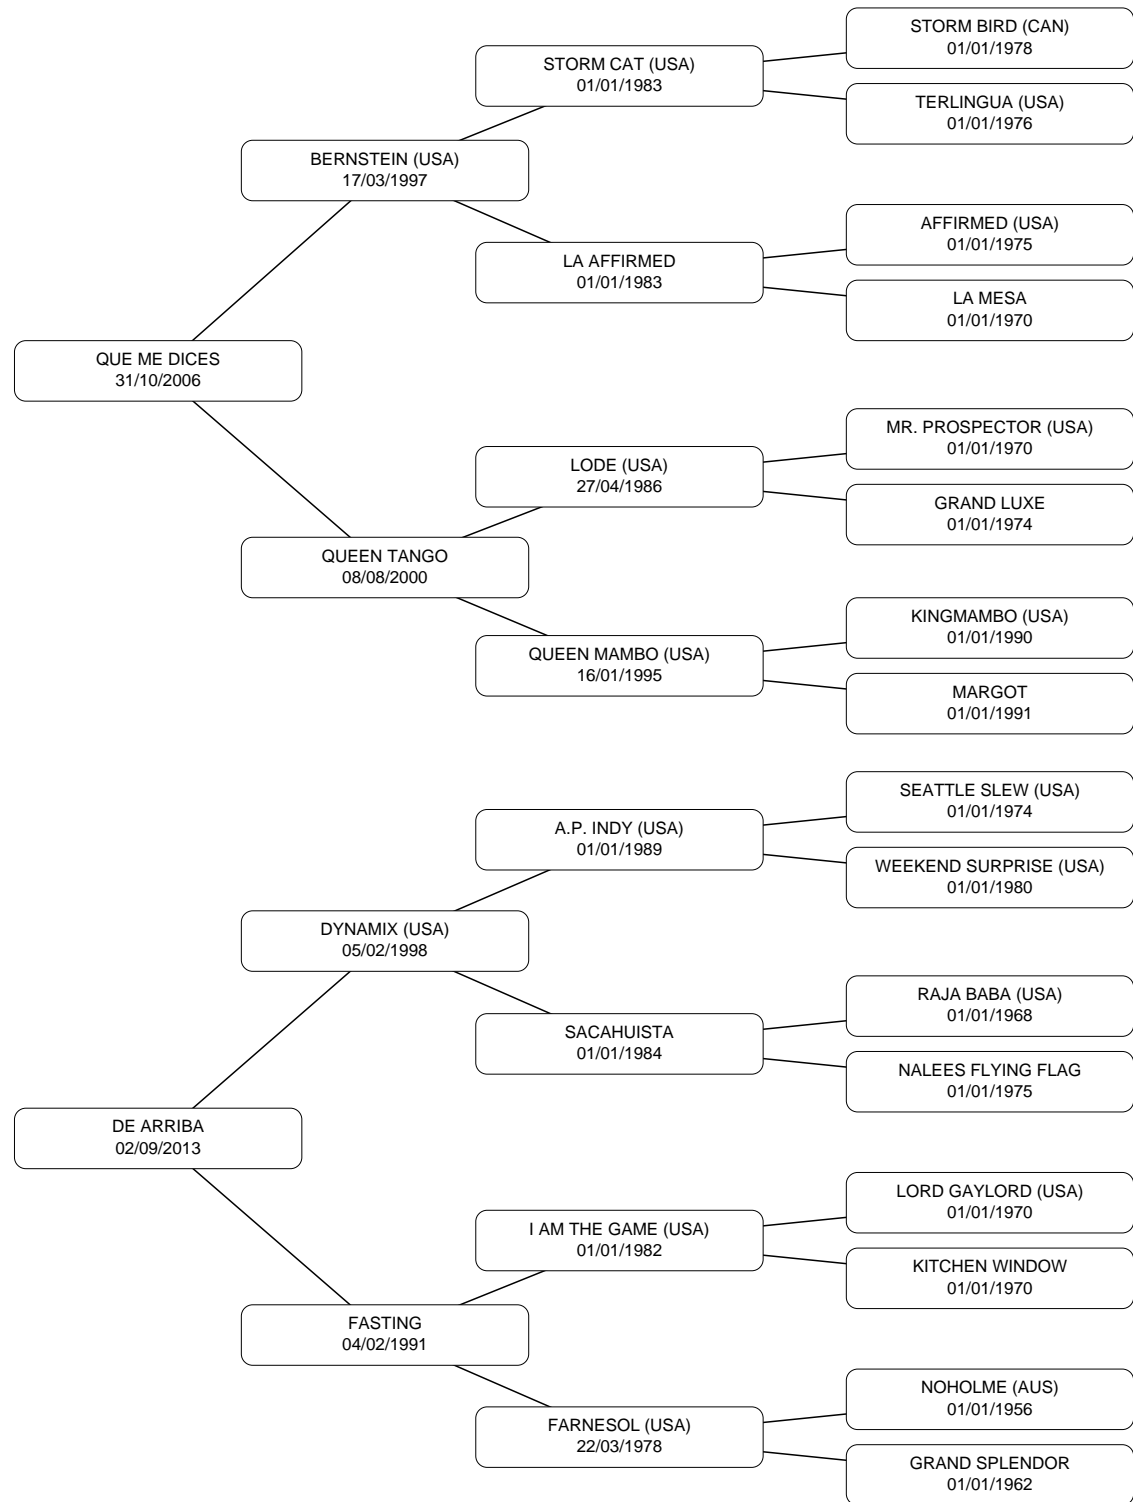 STORM BIRD (CAN)
01/01/1978
STORM CAT (USA)
01/01/1983
TERLINGUA (USA)
01/01/1976
BERNSTEIN (USA)
17/03/1997
AFFIRMED (USA)
01/01/1975
LA AFFIRMED
01/01/1983
LA MESA
01/01/1970
QUE ME DICES
31/10/2006
MR. PROSPECTOR (USA)
01/01/1970
LODE (USA)
27/04/1986
GRAND LUXE
01/01/1974
QUEEN TANGO
08/08/2000
KINGMAMBO (USA)
01/01/1990
QUEEN MAMBO (USA)
16/01/1995
MARGOT
01/01/1991
SEATTLE SLEW (USA)
01/01/1974
A.P. INDY (USA)
01/01/1989
WEEKEND SURPRISE (USA)
01/01/1980
DYNAMIX (USA)
05/02/1998
RAJA BABA (USA)
01/01/1968
SACAHUISTA
01/01/1984
NALEES FLYING FLAG
01/01/1975
DE ARRIBA
02/09/2013
LORD GAYLORD (USA)
01/01/1970
I AM THE GAME (USA)
01/01/1982
KITCHEN WINDOW
01/01/1970
FASTING
04/02/1991
NOHOLME (AUS)
01/01/1956
FARNESOL (USA)
22/03/1978
GRAND SPLENDOR
01/01/1962